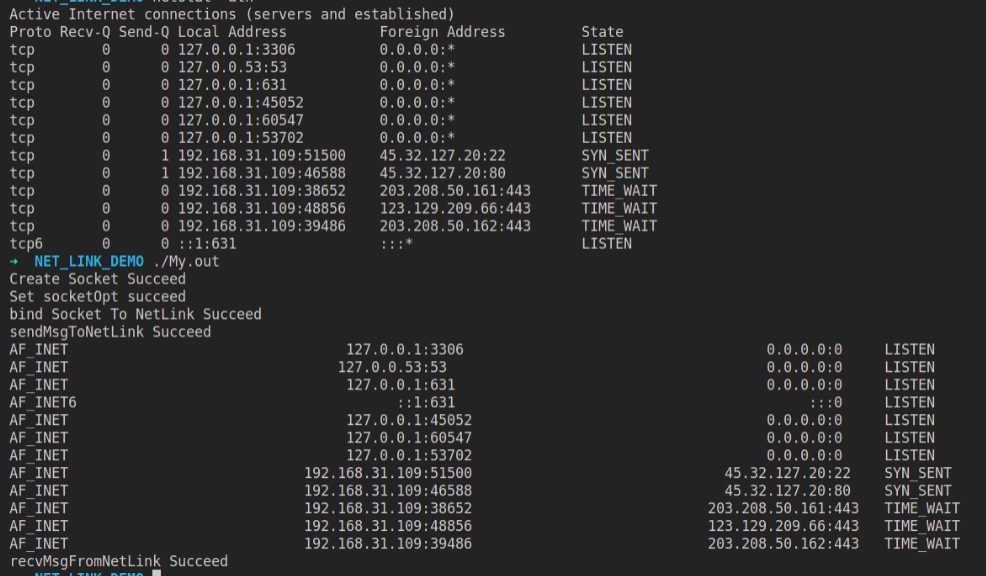 NET_LINK_DEMO netstat -atn
Active Internet connections (servers and established)
Proto Recv-Q Send-Q Local Address           Foreign Address         State
tcp        0      0 127.0.0.1:3306          0.0.0.0:*               LISTEN
tcp        0      0 127.0.0.53:53           0.0.0.0:*               LISTEN
tcp        0      0 127.0.0.1:631           0.0.0.0:*               LISTEN
tcp        0      0 127.0.0.1:45052         0.0.0.0:*               LISTEN
tcp        0      0 127.0.0.1:60547         0.0.0.0:*               LISTEN
tcp        0      0 127.0.0.1:53702         0.0.0.0:*               LISTEN
tcp        0      1 192.168.31.109:51500    45.32.127.20:22         SYN_SENT
tcp        0      1 192.168.31.109:46588    45.32.127.20:80         SYN_SENT
tcp        0      0 192.168.31.109:38652    203.208.50.161:443      TIME_WAIT
tcp        0      0 192.168.31.109:48856    123.129.209.66:443      TIME_WAIT
tcp        0      0 192.168.31.109:39486    203.208.50.162:443      TIME_WAIT
tcp6       0      0 ::1:631                 :::*                    LISTEN
→  NET_LINK_DEMO ./My.out
Create Socket Succeed
Set socketOpt succeed
bind Socket To NetLink Succeed
sendMsgToNetLink Succeed
AF_INET 127.0.0.1:3306 0.0.0.0:0 LISTEN
AF_INET 127.0.0.53:53 0.0.0.0:0 LISTEN
AF_INET 127.0.0.1:631 0.0.0.0:0 LISTEN
AF_INET6 ::1:631 :::0 LISTEN
AF_INET 127.0.0.1:45052 0.0.0.0:0 LISTEN
AF_INET 127.0.0.1:60547 0.0.0.0:0 LISTEN
AF_INET 127.0.0.1:53702 0.0.0.0:0 LISTEN
AF_INET 192.168.31.109:51500 45.32.127.20:22 SYN_SENT
AF_INET 192.168.31.109:46588 45.32.127.20:80 SYN_SENT
AF_INET 192.168.31.109:38652 203.208.50.161:443 TIME_WAIT
AF_INET 192.168.31.109:48856 123.129.209.66:443 TIME_WAIT
AF_INET 192.168.31.109:39486 203.208.50.162:443 TIME_WAIT
recvMsgFromNetLink Succeed
NET_LINK_DEMO